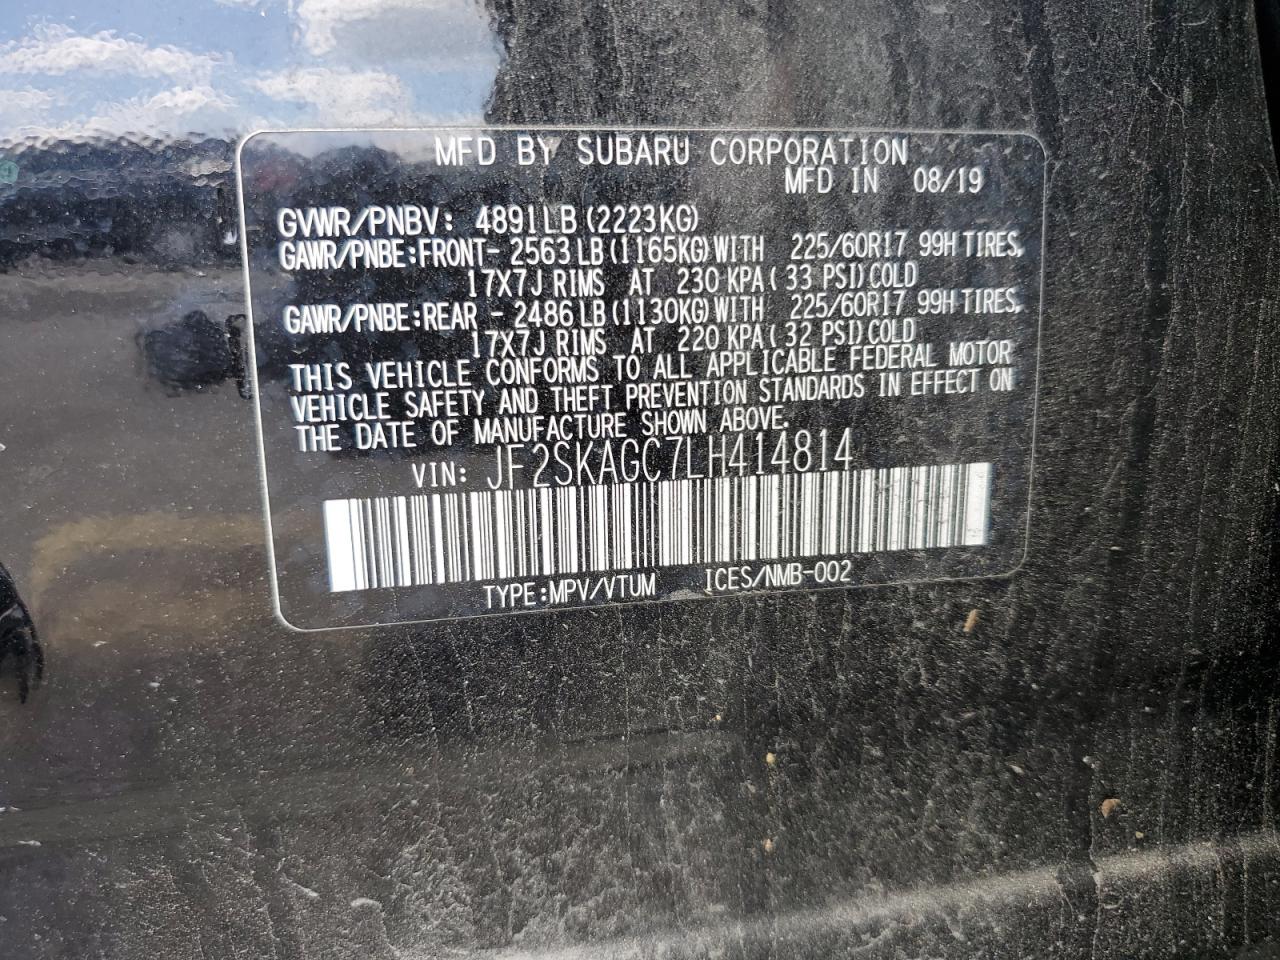 MFD BY SUBARU CORPORATION
MFD IN 08/19
GVWR/PNBV: 4891LB (2223KG)
GAWR/PNBE:FRONT- 2563 LB (1165KG) WITH 225/60R17 99H TIRES,
17X7J RIMS AT 230 KPA ( 33 PSI) COLD
GAWR/PNBE:REAR - 2486 LB (1130KG) WITH 225/60R17 99H TIRES,
17X7J RIMS AT 220 KPA ( 32 PSI) COLD
THIS VEHICLE CONFORMS TO ALL APPLICABLE FEDERAL MOTOR
VEHICLE SAFETY AND THEFT PREVENTION STANDARDS IN EFFECT ON
THE DATE OF MANUFACTURE SHOWN ABOVE.
VIN: JF2SKAGC7LH414814
TYPE:MPV/VTUM ICES/NMB-002